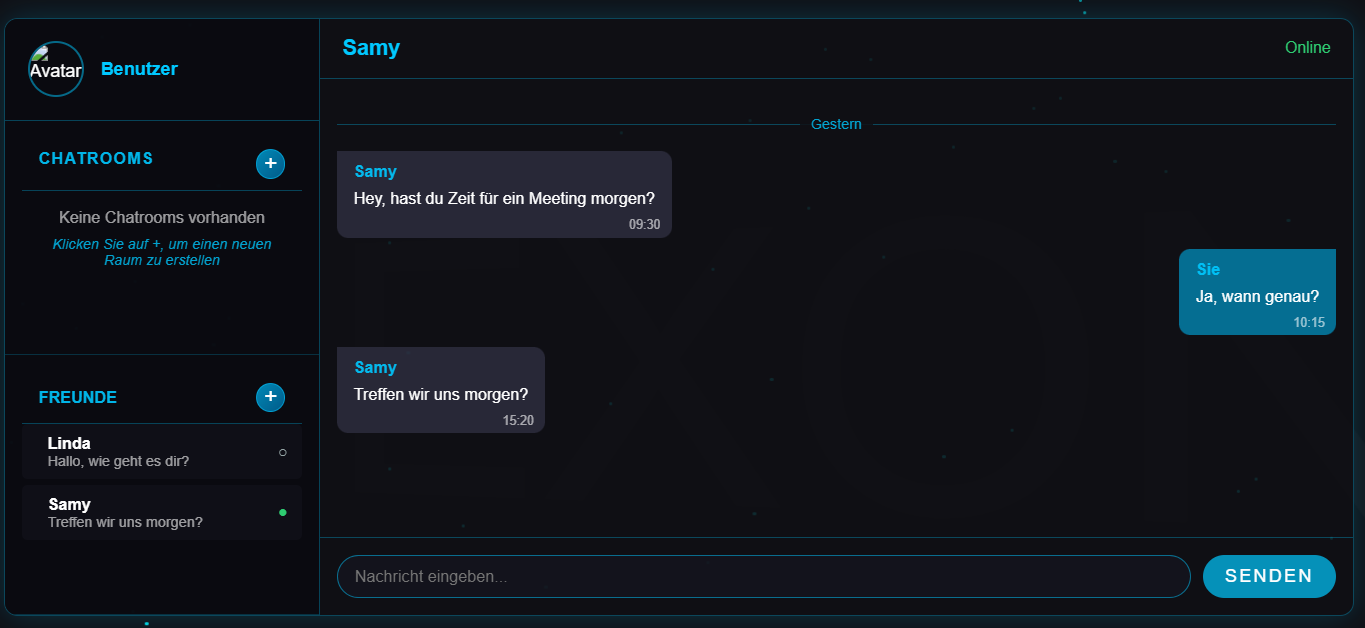 Avatar
Benutzer
CHATROOMS
+
Keine Chatrooms vorhanden
Klicken Sie auf +, um einen neuen
Raum zu erstellen
FREUNDE
+
Linda
Hallo, wie geht es dir?
Samy
Treffen wir uns morgen?
Samy
Online
Gestern
Samy
Hey, hast du Zeit für ein Meeting morgen?
09:30
Sie
Ja, wann genau?
10:15
Samy
Treffen wir uns morgen?
15:20
Nachricht eingeben...
SENDEN